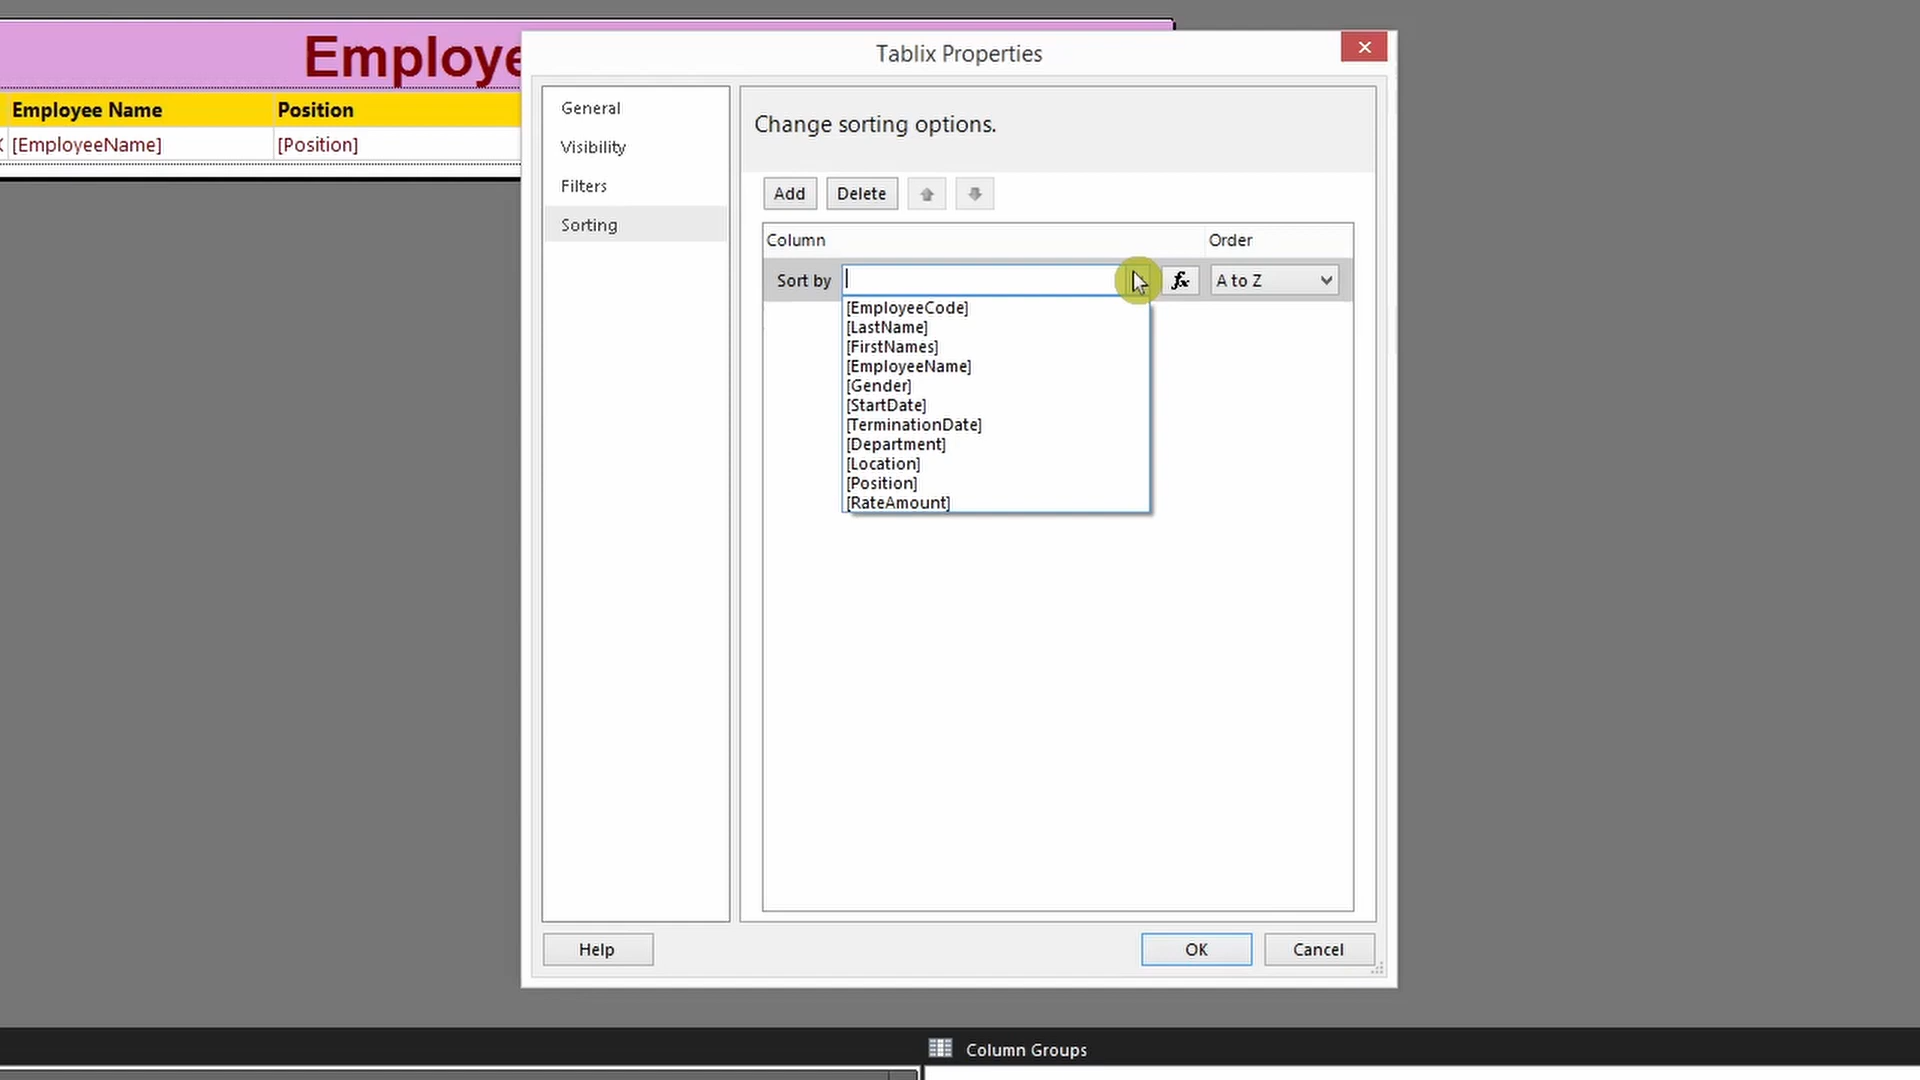 Employe
Employee Name
Position
[EmployeeName]
[Position]
Tablix Properties
General
Visibility
Filters
Sorting
Change sorting options.
Add
Delete
Column
Order
Sort by
fx
A to Z
[EmployeeCode]
[LastName]
[FirstNames]
[EmployeeName]
[Gender]
[StartDate]
[TerminationDate]
[Department]
[Location]
[Position]
[RateAmount]
Help
OK
Cancel
Column Groups